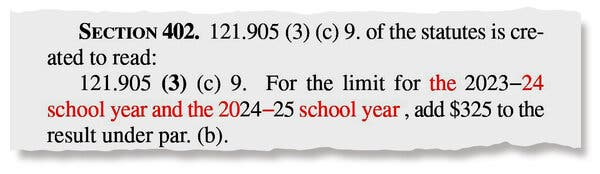 SECTION 402. 121.905 (3) (c) 9. of the statutes is cre-
ated to read:
121.905 (3) (c) 9. For the limit for the 2023–24
school year and the 2024–25 school year , add $325 to the
result under par. (b).